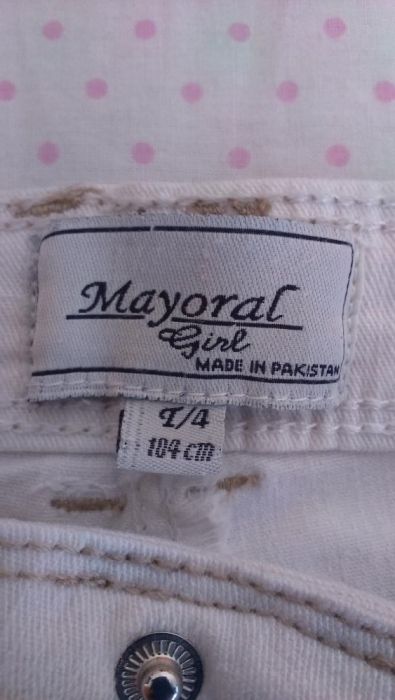 Mayoral
Girl
MADE IN PAKISTAN
T/4
104 cm